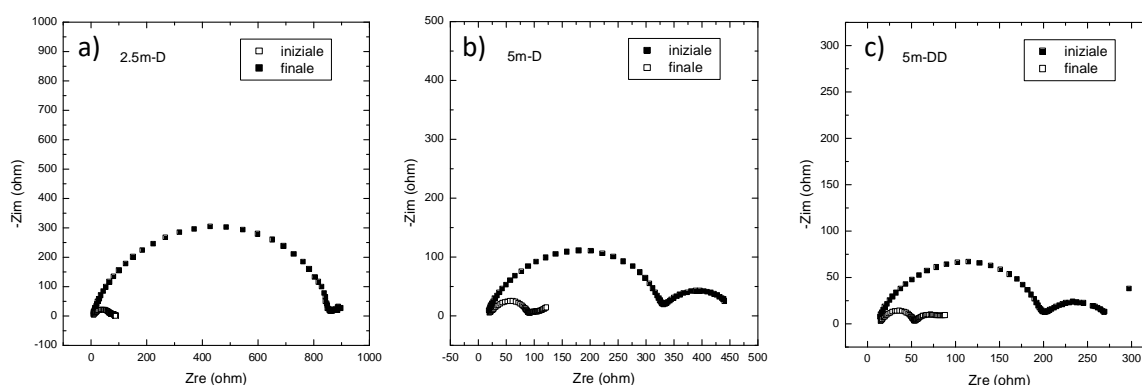 a)
2.5m-D
iniziale
finale
1000
900
800
700
600
500
400
300
200
100
0
-100
-Zim (ohm)
0 200 400 600 800 1000
Zre (ohm)
b)
5m-D
iniziale
finale
500
400
300
200
100
0
-Zim (ohm)
-50 0 50 100 150 200 250 300 350 400 450 500
Zre (ohm)
c)
5m-DD
iniziale
finale
300
250
200
150
100
50
0
-Zim (ohm)
0 50 100 150 200 250 300
Zre (ohm)